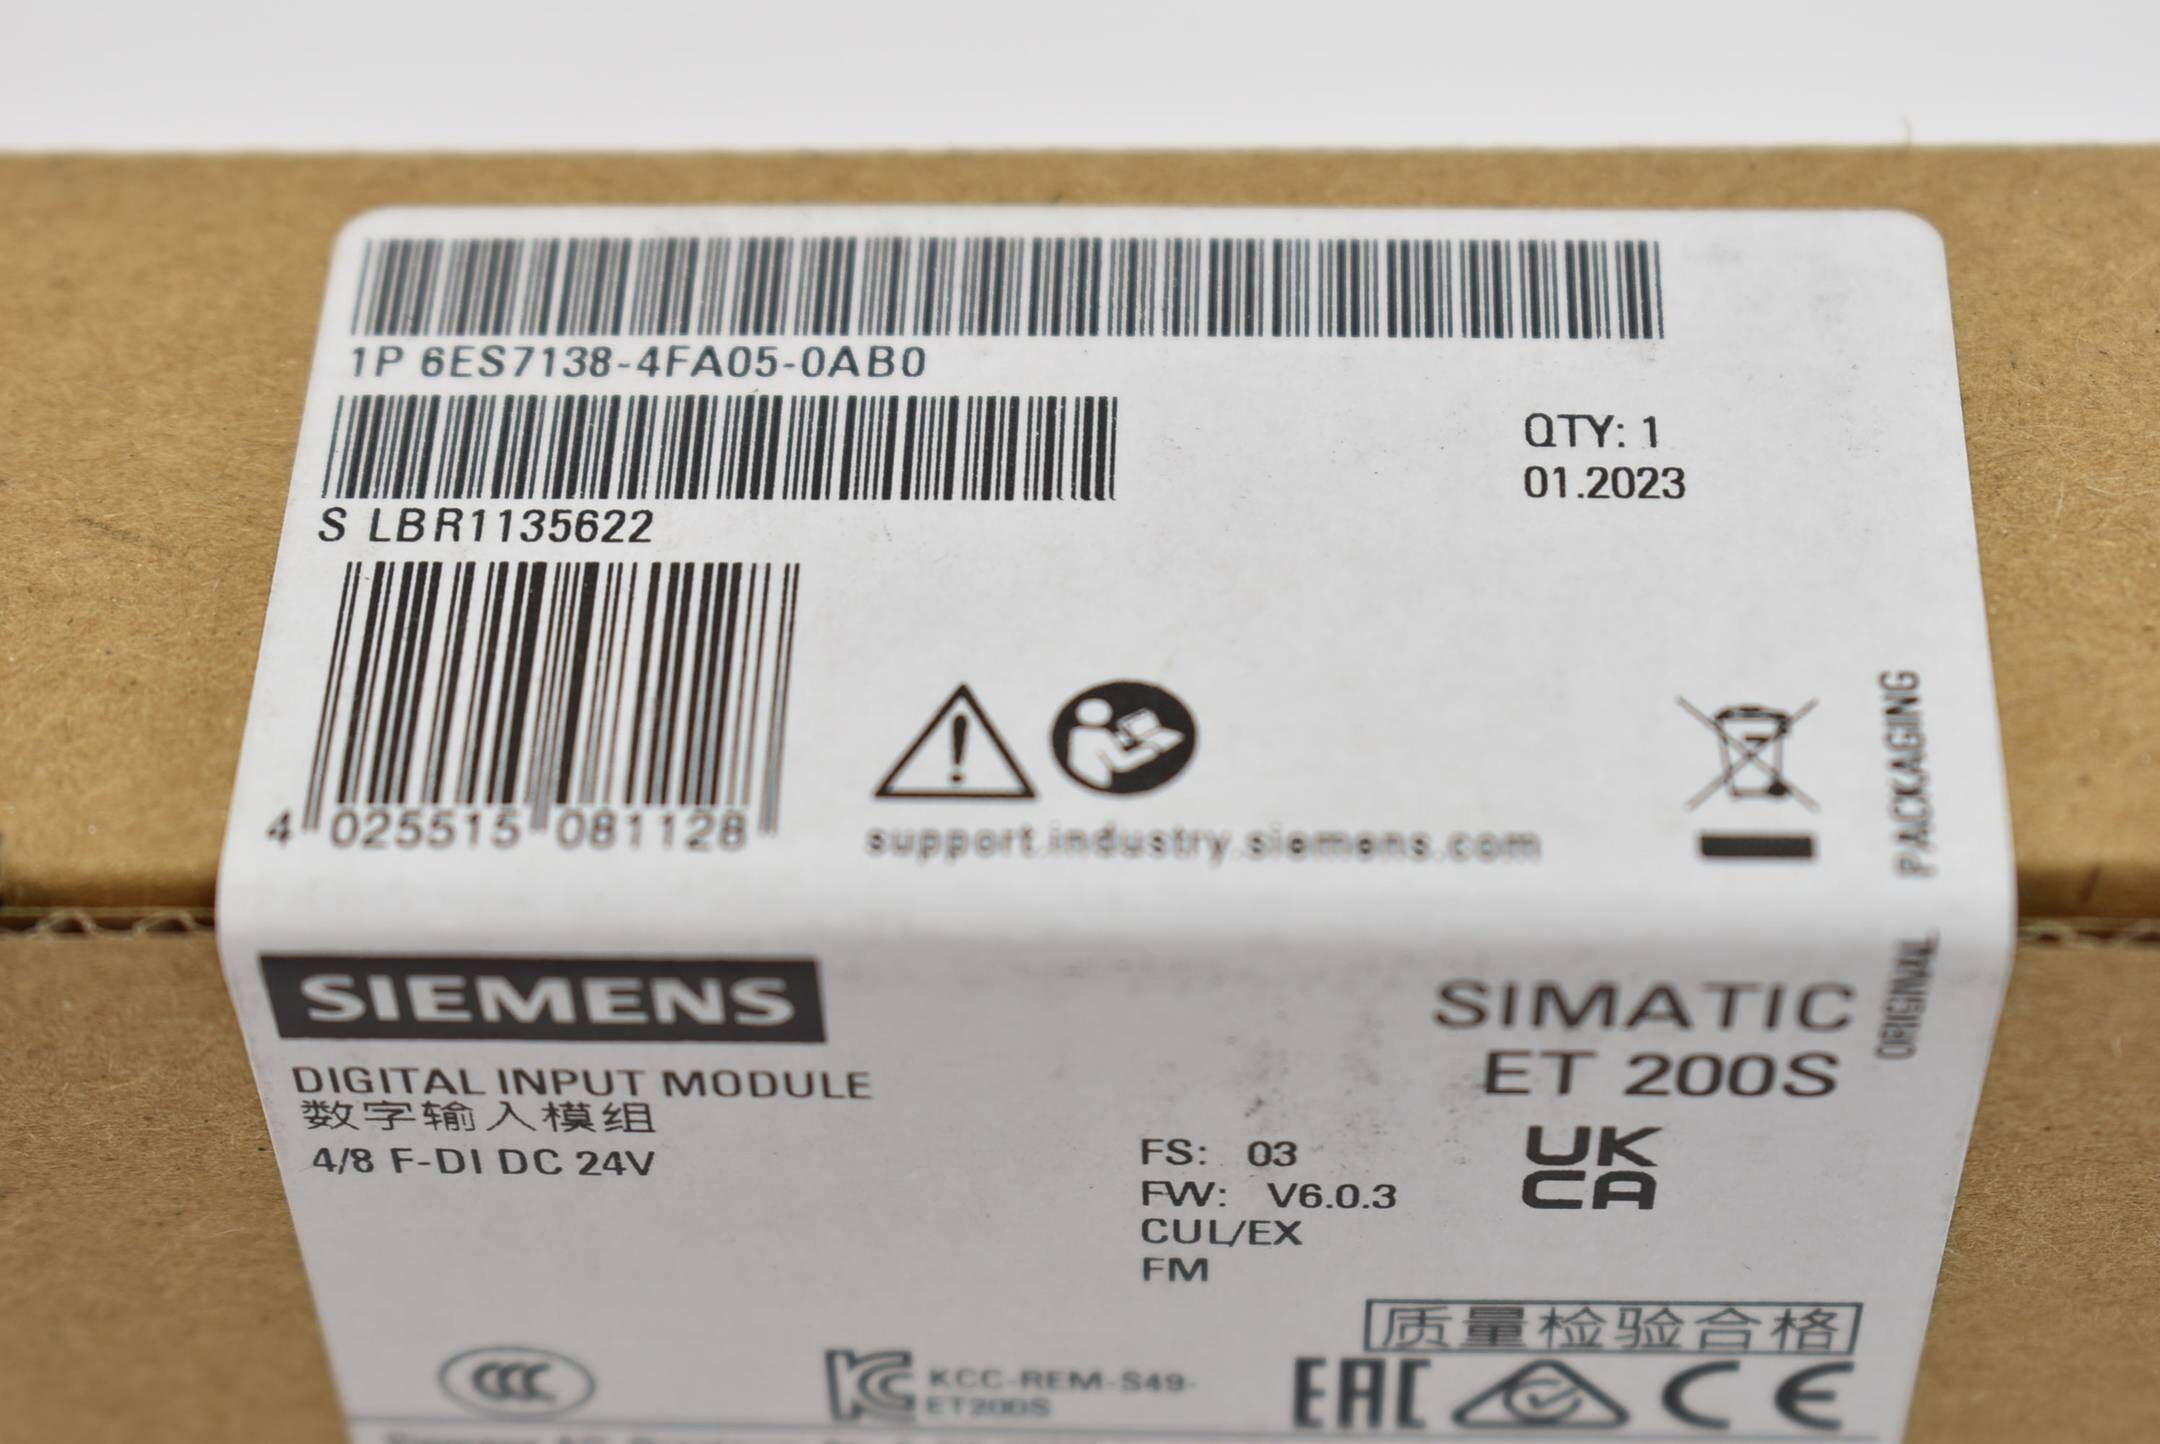 1P 6ES7138-4FA05-0AB0
QTY: 1
01.2023
S LBR1135622
4 025515 081128
support.industry.siemens.com
ORIGINAL PACKAGING
SIEMENS
SIMATIC
ET 200S
DIGITAL INPUT MODULE
数字输入模组
4/8 F-DI DC 24V
FS: 03
FW: V6.0.3
CUL/EX
FM
UK
CA
质量检验合格
CCC
KC
KCC-REM-S49-
ET200S
EAC
CE